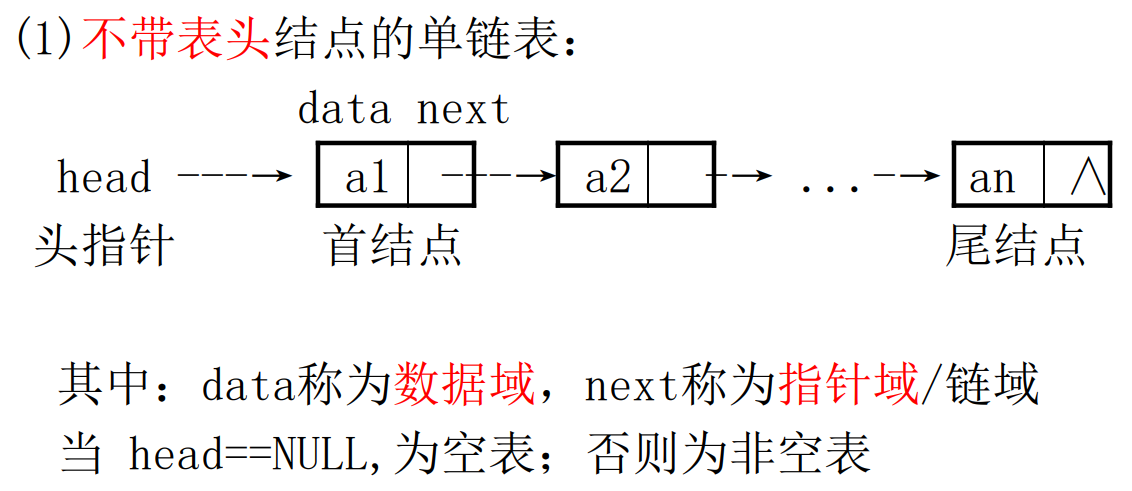 (1)不带表头结点的单链表：
data next
head ---→ a1 ---→ a2 -→ ...-→ an ∧
头指针 首结点 尾结点
其中：data称为数据域，next称为指针域/链域
当 head==NULL,为空表；否则为非空表